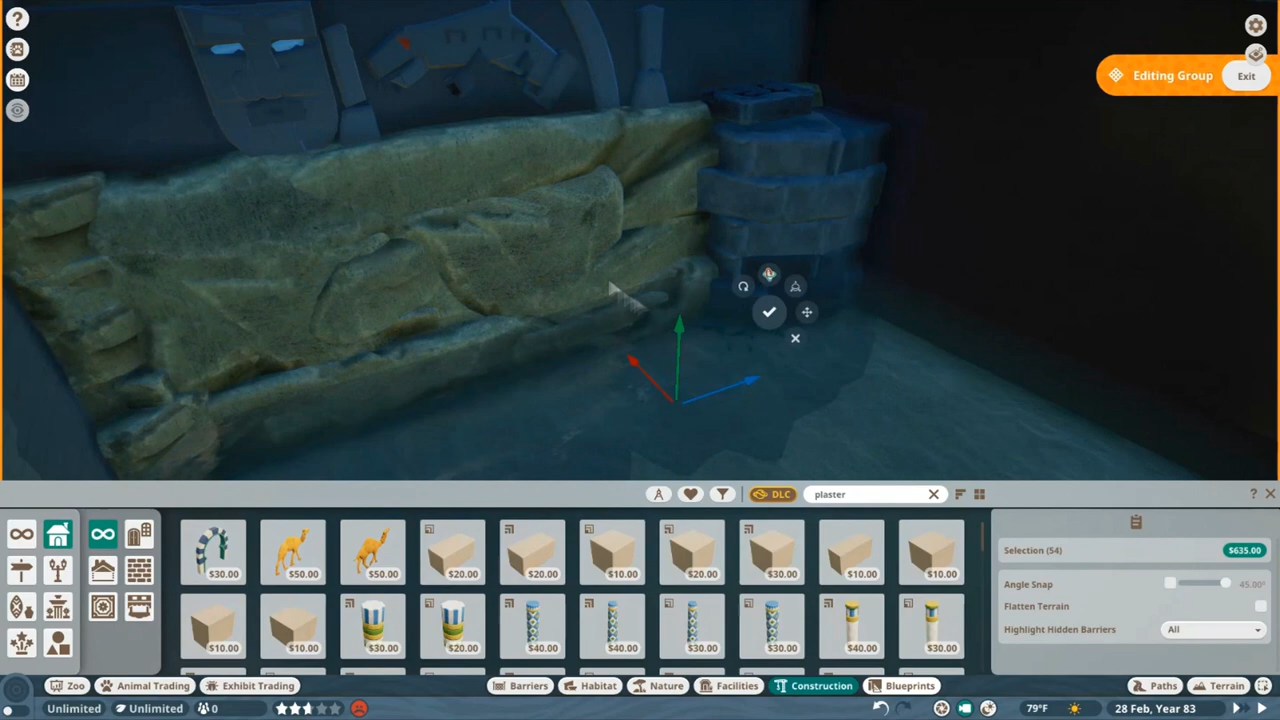 ?
Editing Group
Exit
DLC
plaster
?
$30.00
$50.00
$50.00
$20.00
$20.00
$10.00
$20.00
$30.00
$10.00
$10.00
$10.00
$10.00
$30.00
$20.00
$40.00
$40.00
$30.00
$30.00
$40.00
$30.00
Selection (54)
$635.00
Angle Snap
45.00°
Flatten Terrain
Highlight Hidden Barriers
All
Zoo
Animal Trading
Exhibit Trading
Barriers
Habitat
Nature
Facilities
Construction
Blueprints
Paths
Terrain
Unlimited
Unlimited
0
79°F
28 Feb, Year 83